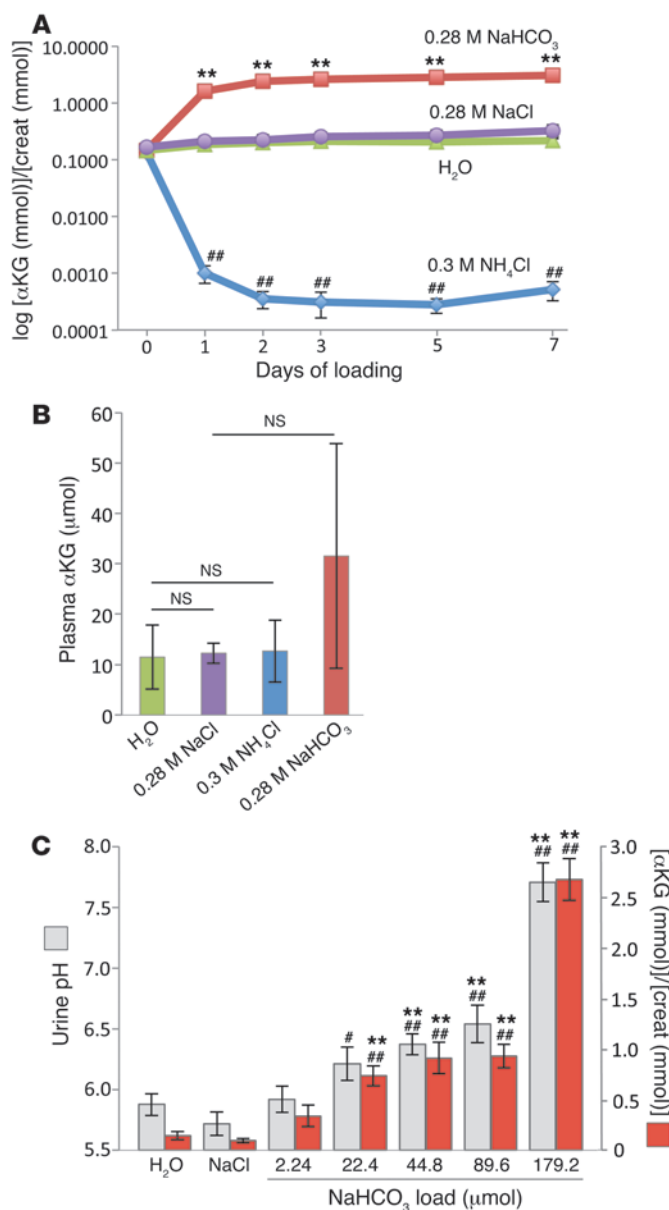 A
log [αKG (mmol)]/[creat (mmol)]
10.0000
1.0000
0.1000
0.0100
0.0010
0.0001
0.28 M NaHCO₃
** ** ** ** **
0.28 M NaCl
H₂O
0.3 M NH₄Cl
## ## ## ## ##
0 1 2 3 5 7
Days of loading
B
Plasma αKG (μmol)
60
50
40
30
20
10
0
NS
NS
NS
H₂O
0.28 M NaCl
0.3 M NH₄Cl
0.28 M NaHCO₃
C
Urine pH
8.0
7.5
7.0
6.5
6.0
5.5
#
**
##
**
##
**
##
**
##
**
##
**
##
**
##
3.0
2.5
2.0
1.5
1.0
0.5
0
[αKG (mmol)]/[creat (mmol)]
H₂O NaCl 2.24 22.4 44.8 89.6 179.2
NaHCO₃ load (μmol)